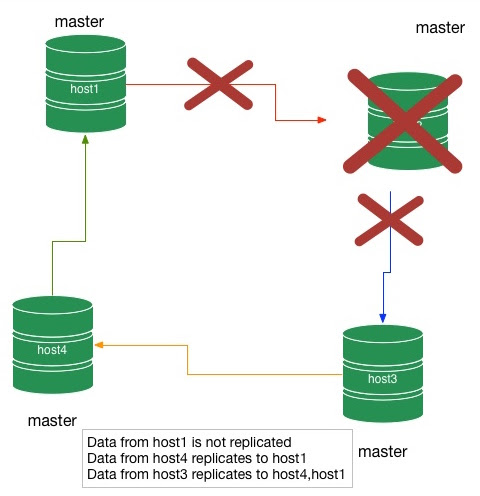 master
master
host1
host4
host3
master
master
Data from host1 is not replicated
Data from host4 replicates to host1
Data from host3 replicates to host4,host1